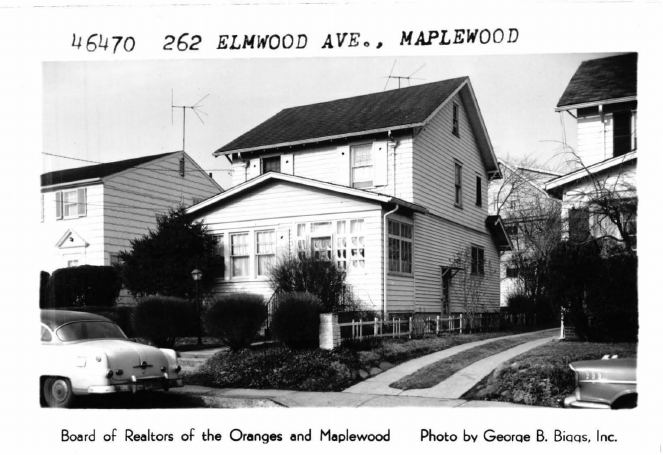 46470 262 ELMWOOD AVE., MAPLEWOOD
Board of Realtors of the Oranges and Maplewood Photo by George B. Biggs, Inc.